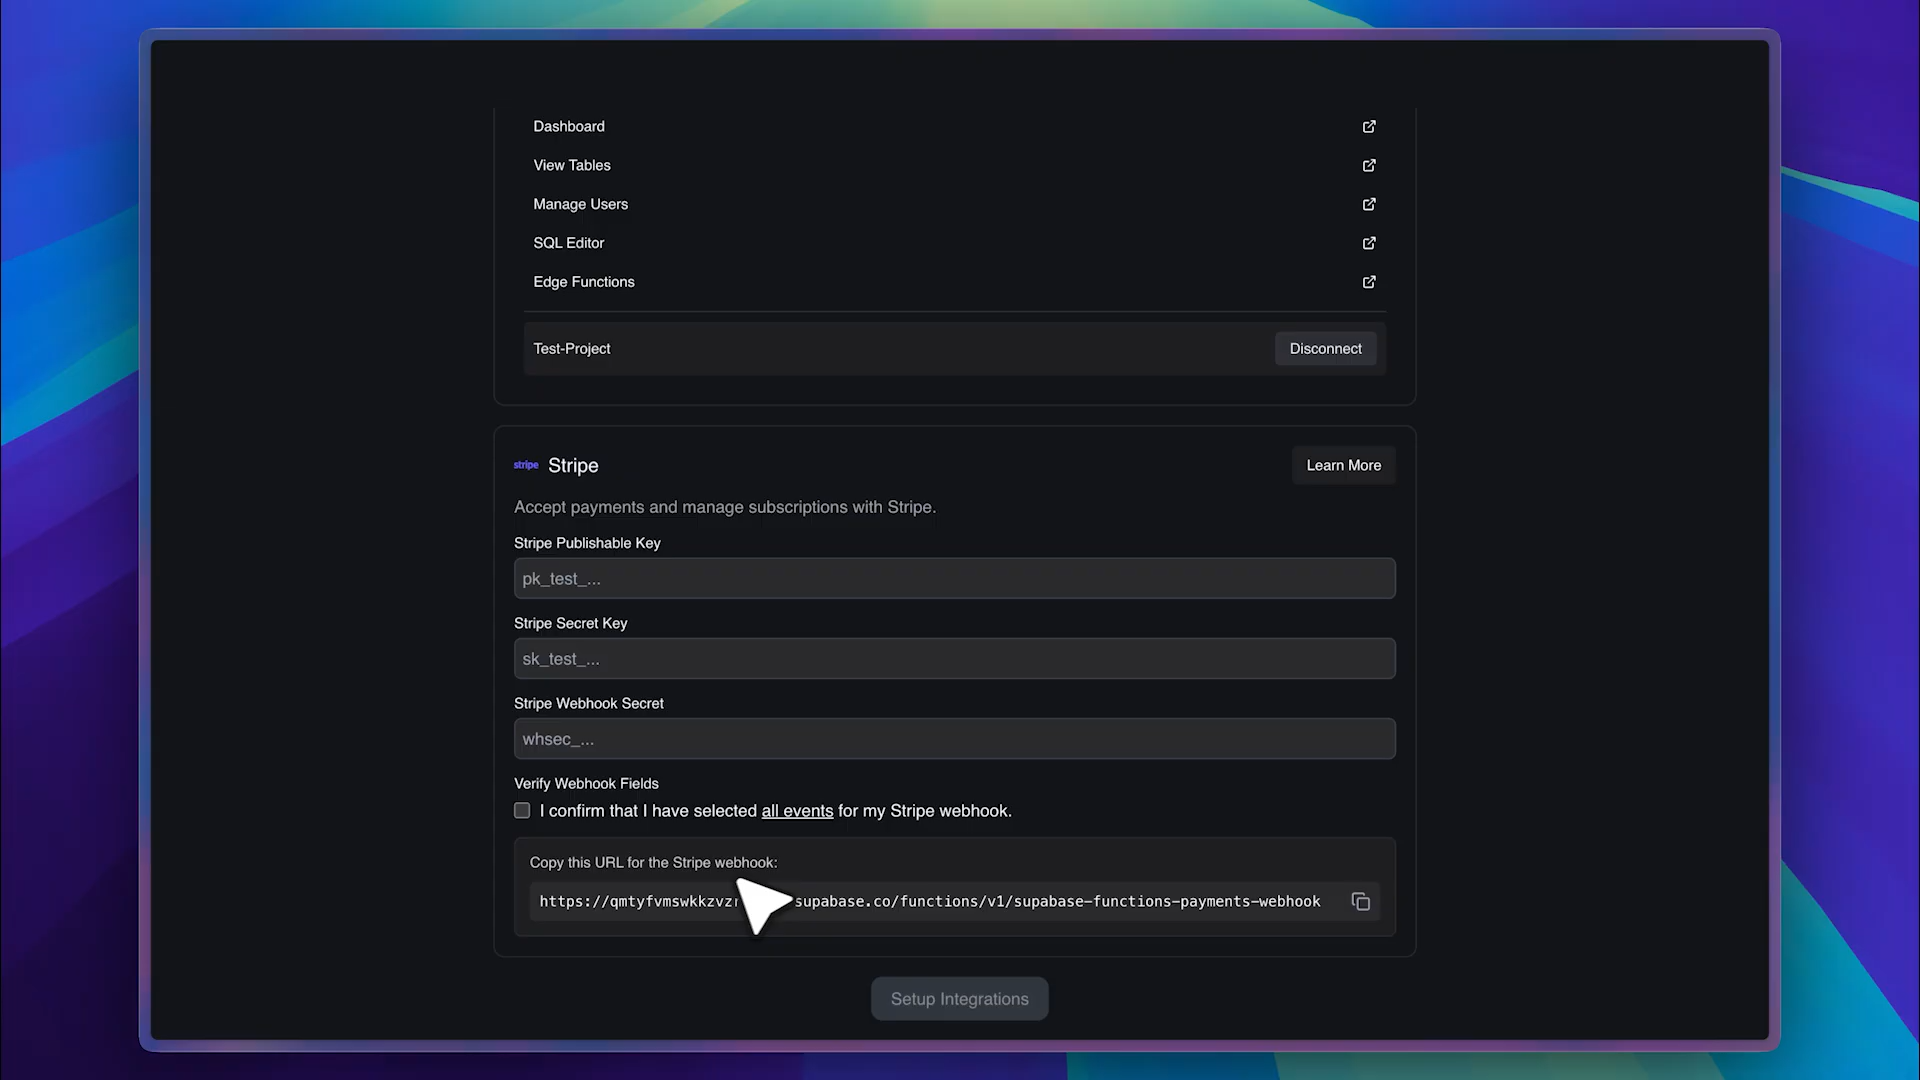 Dashboard
View Tables
Manage Users
SQL Editor
Edge Functions
Test-Project
Disconnect
stripe Stripe
Learn More
Accept payments and manage subscriptions with Stripe.
Stripe Publishable Key
pk_test_...
Stripe Secret Key
sk_test_...
Stripe Webhook Secret
whsec_...
Verify Webhook Fields
I confirm that I have selected all events for my Stripe webhook.
Copy this URL for the Stripe webhook:
https://qmtyfvmswkkzvz supabase.co/functions/v1/supabase-functions-payments-webhook
Setup Integrations